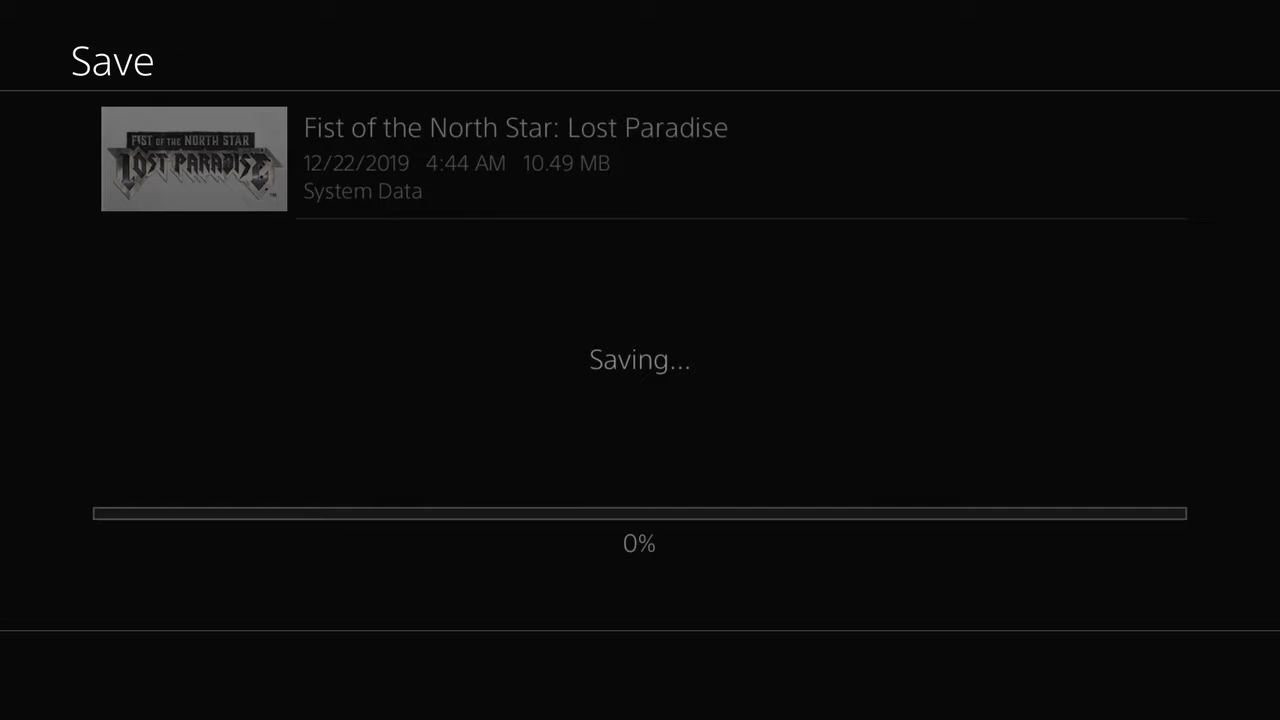 Save
FIST OF THE NORTH STAR
LOST PARADISE
™
Fist of the North Star: Lost Paradise
12/22/2019 4:44 AM 10.49 MB
System Data
Saving...
0%